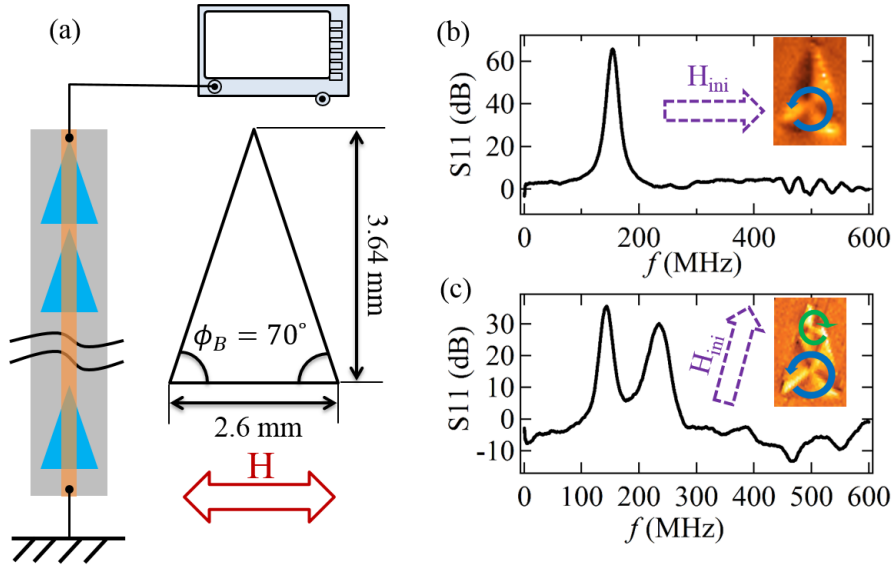 (a)
ϕ_B = 70°
3.64 mm
2.6 mm
H
(b)
S11 (dB)
60
40
20
0
H_ini
0 200 400 600
f (MHz)
(c)
S11 (dB)
30
20
10
0
-10
H_ini
0 100 200 300 400 500 600
f (MHz)